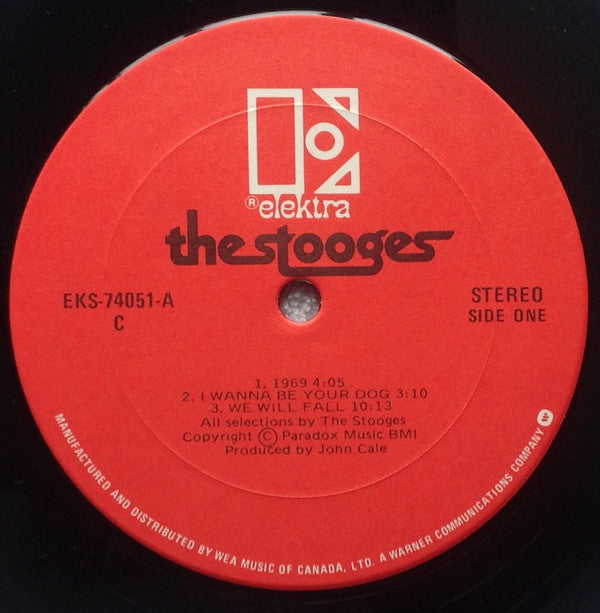 ® elektra
the stooges
EKS-74051-A
C
STEREO
SIDE ONE
1. 1969 4:05
2. I WANNA BE YOUR DOG 3:10
3. WE WILL FALL 10:13
All selections by The Stooges
Copyright © Paradox Music BMI
Produced by John Cale
MANUFACTURED AND DISTRIBUTED BY WEA MUSIC OF CANADA, LTD. A WARNER COMMUNICATIONS COMPANY